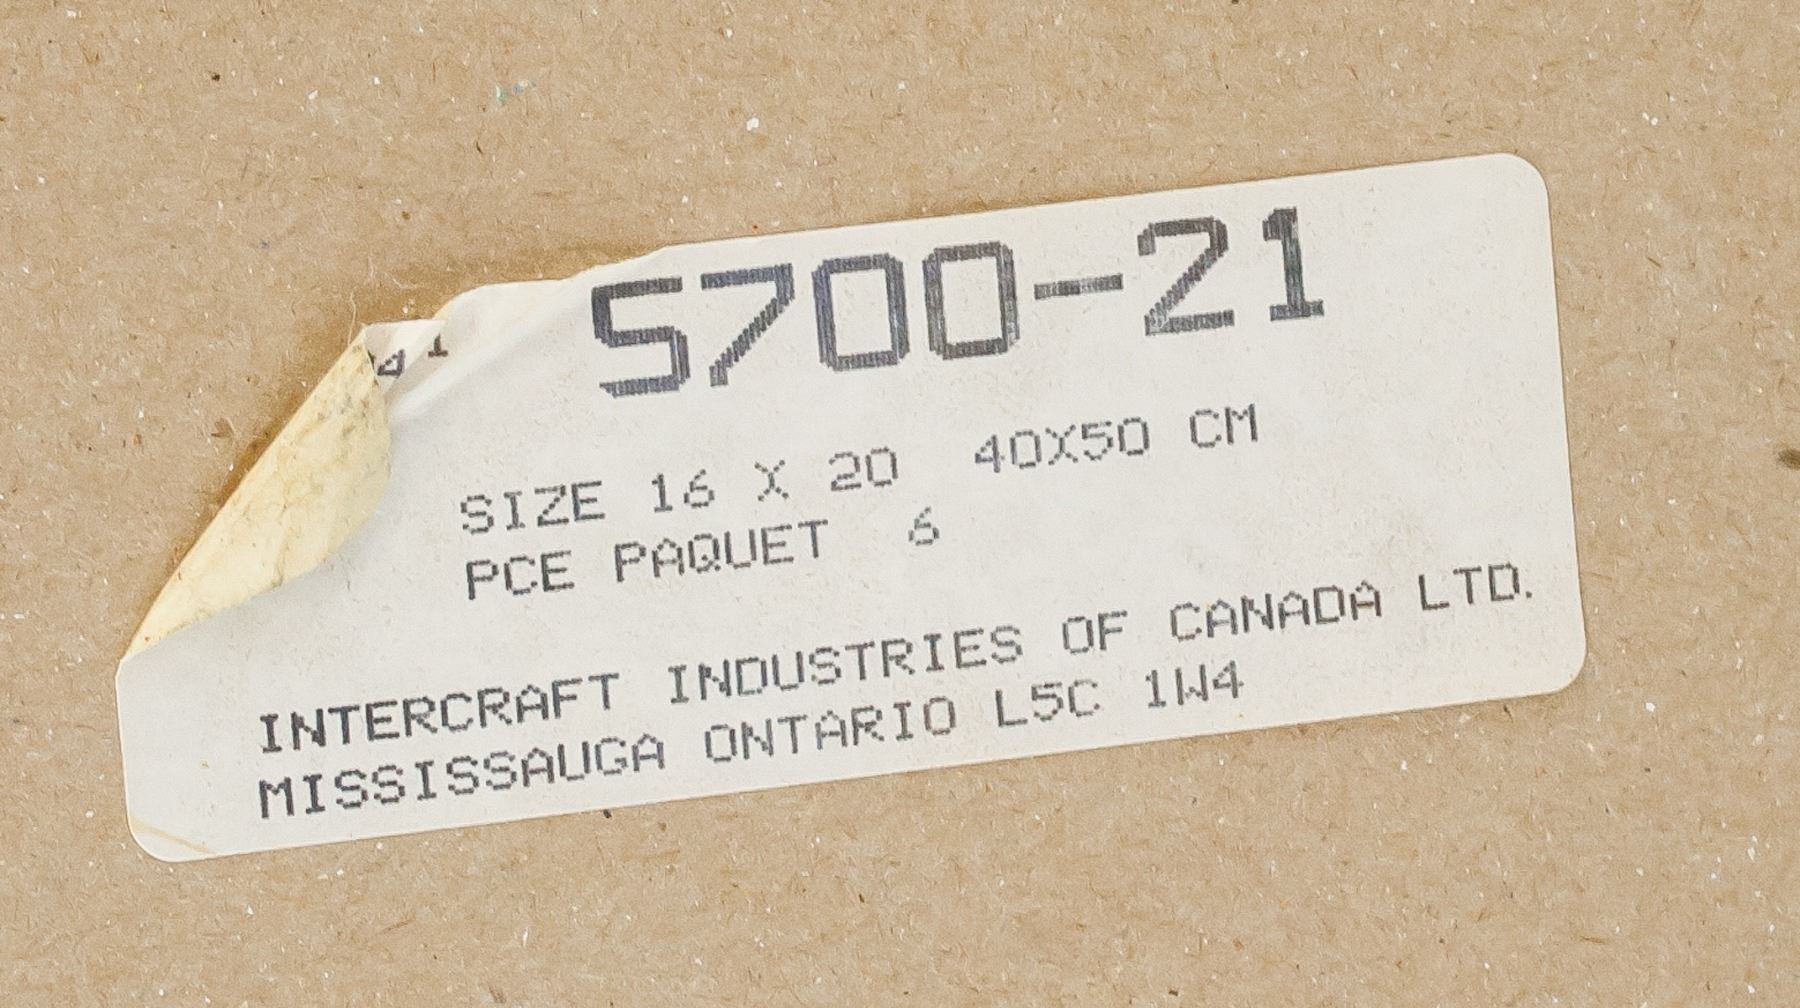 5700-21
SIZE 16 X 20 40X50 CM
PCE PAQUET 6
INTERCRAFT INDUSTRIES OF CANADA LTD.
MISSISSAUGA ONTARIO L5C 1W4